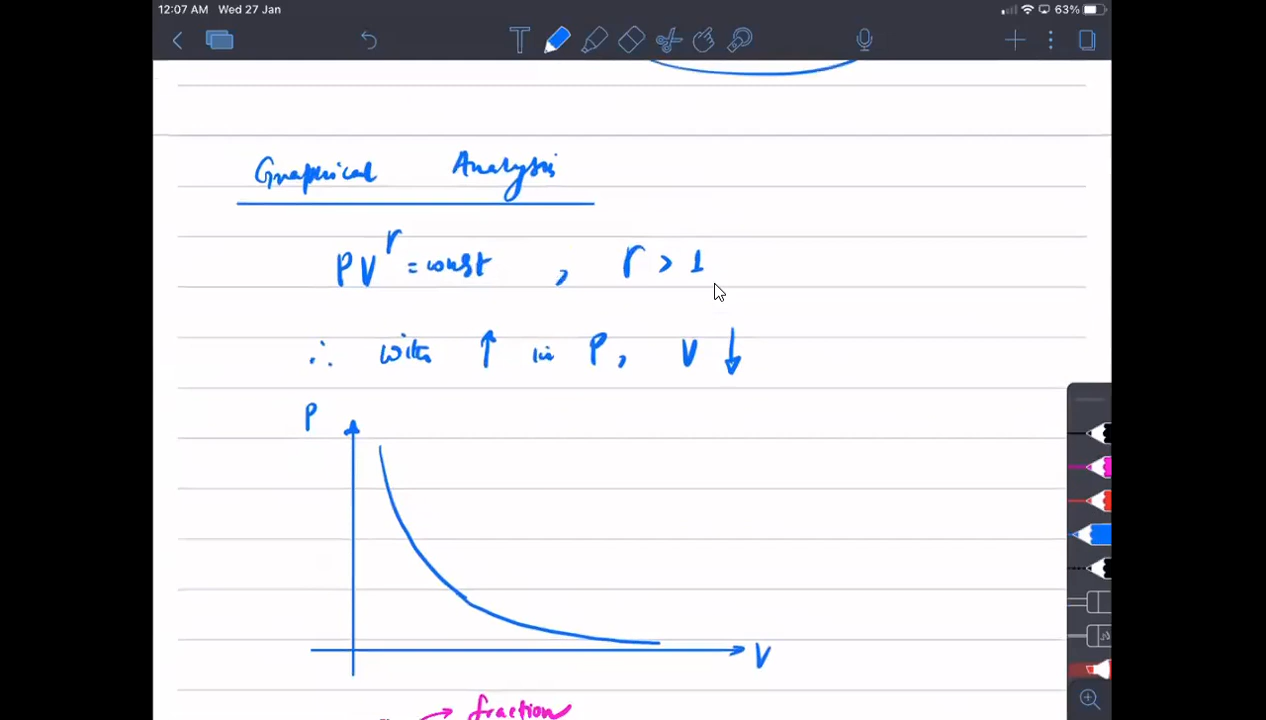 12:07 AM Wed 27 Jan 63%
Graphical Analysis
PV^r = const , r > 1
∴ with ↑ in P, V ↓
P
V
→ fraction